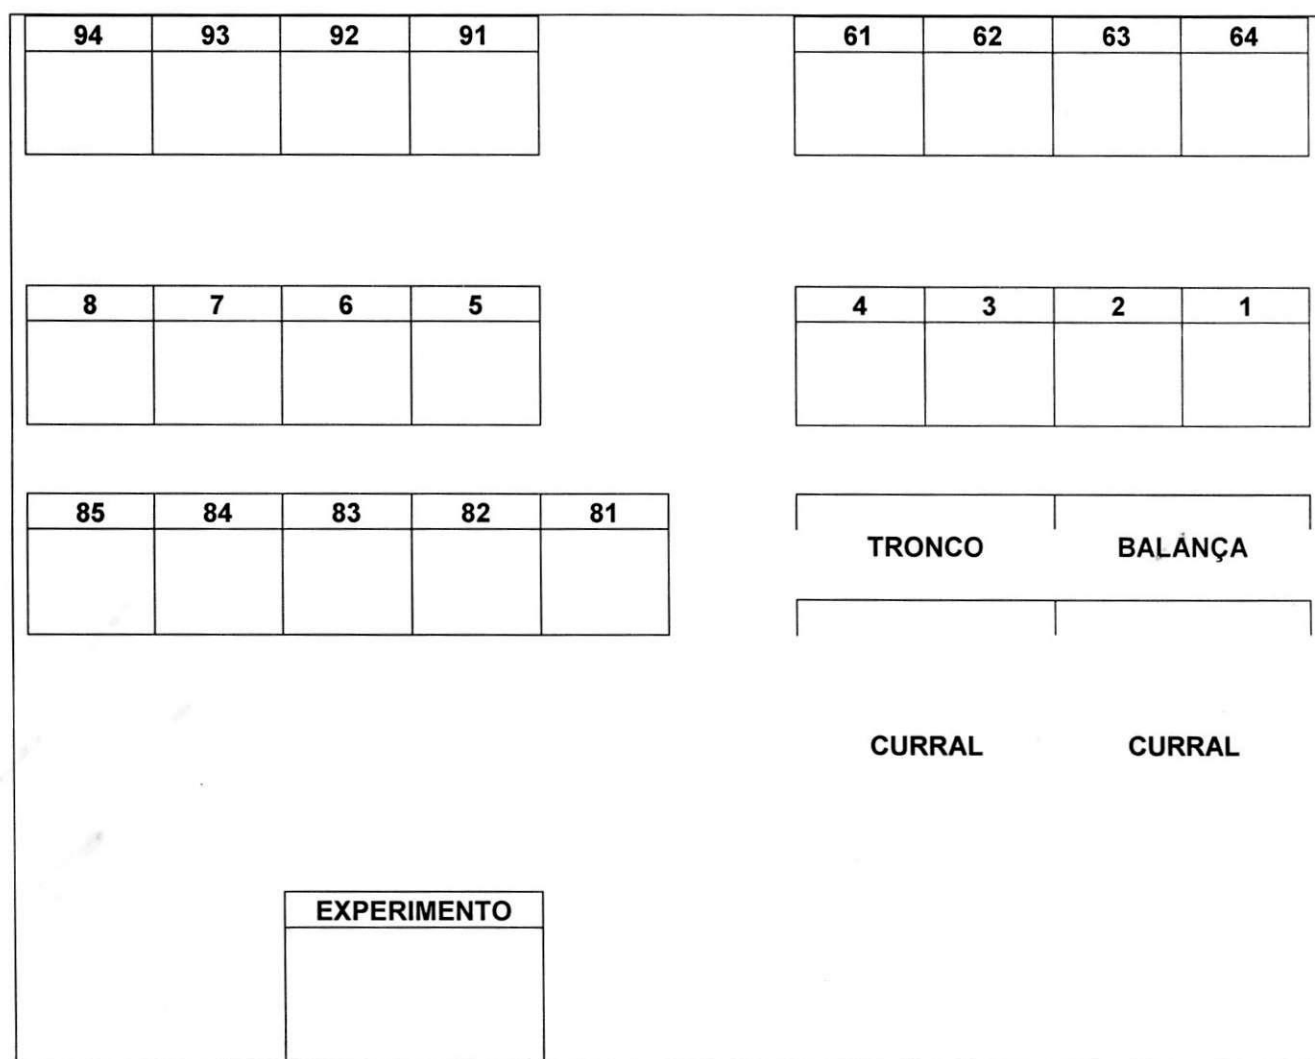 94 93 92 91 61 62 63 64
8 7 6 5 4 3 2 1
85 84 83 82 81
TRONCO BALANÇA
CURRAL CURRAL
EXPERIMENTO